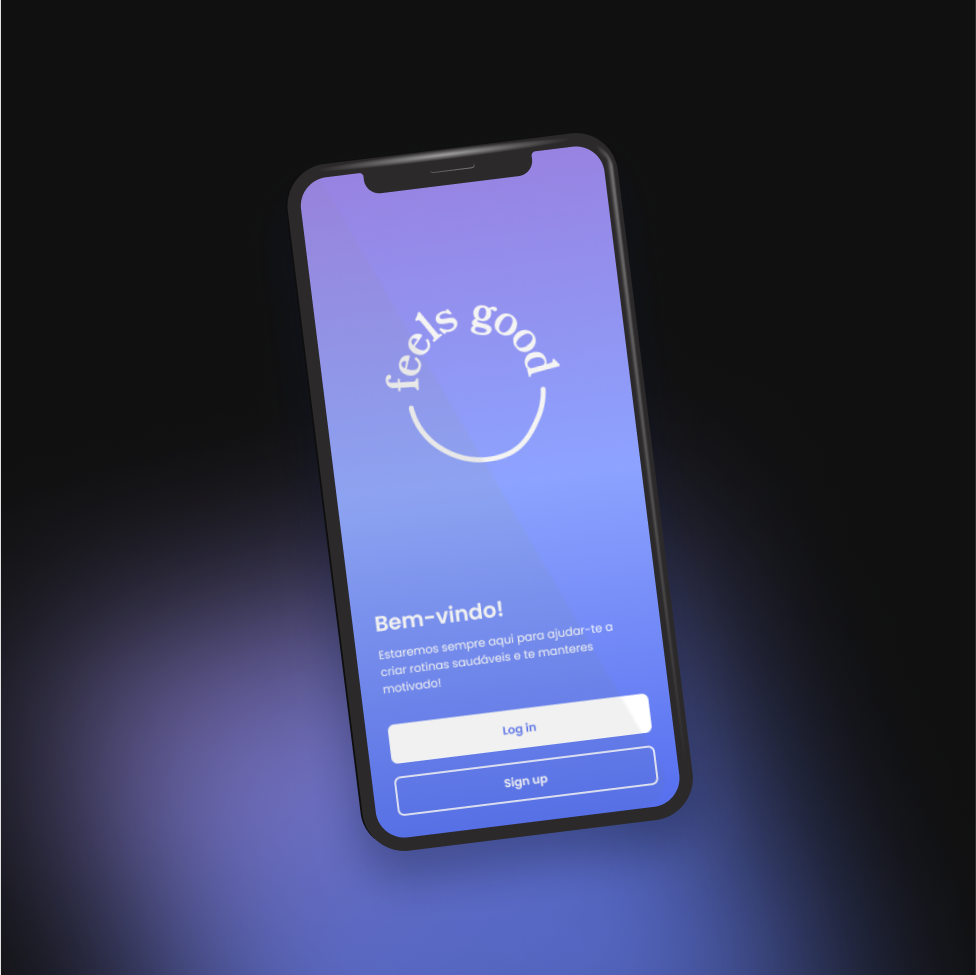 feels good
Bem-vindo!
Estaremos sempre aqui para ajudar-te a
criar rotinas saudáveis e te manteres
motivado!
Log in
Sign up